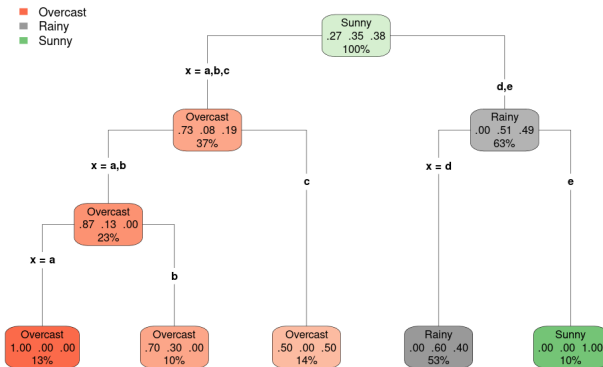 Overcast
Rainy
Sunny
Sunny
.27 .35 .38
100%
x = a,b,c
d,e
Overcast
.73 .08 .19
37%
Rainy
.00 .51 .49
63%
x = a,b
c
x = d
e
Overcast
.87 .13 .00
23%
x = a
b
Overcast
1.00 .00 .00
13%
Overcast
.70 .30 .00
10%
Overcast
.50 .00 .50
14%
Rainy
.00 .60 .40
53%
Sunny
.00 .00 1.00
10%